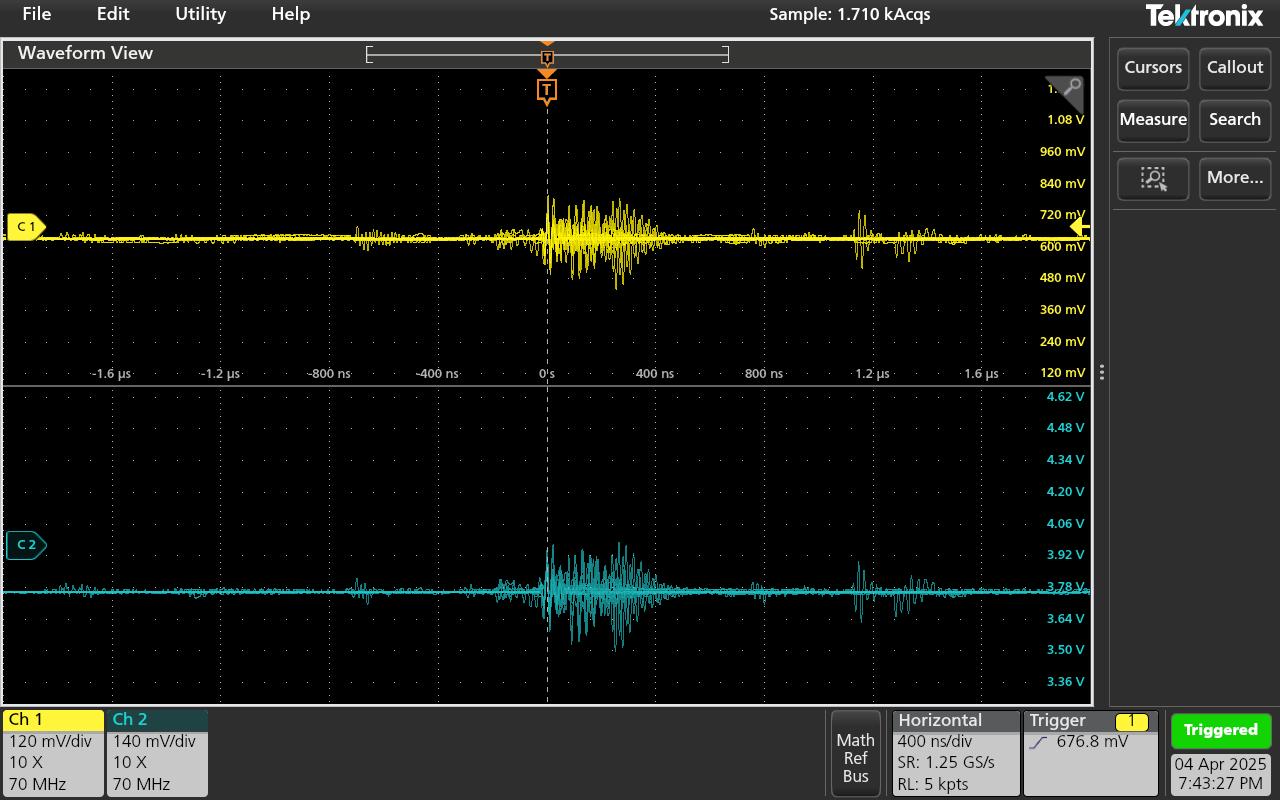 File Edit Utility Help Sample: 1.710 kAcqs Tektronix
Waveform View
T
T
Cursors Callout
Measure Search
More...
1.08 V
960 mV
840 mV
720 mV
600 mV
480 mV
360 mV
240 mV
120 mV
C 1
-1.6 µs -1.2 µs -800 ns -400 ns 0 s 400 ns 800 ns 1.2 µs 1.6 µs
4.62 V
4.48 V
4.34 V
4.20 V
4.06 V
3.92 V
3.78 V
3.64 V
3.50 V
3.36 V
C 2
Ch 1
120 mV/div
10 X
70 MHz
Ch 2
140 mV/div
10 X
70 MHz
Math
Ref
Bus
Horizontal
400 ns/div
SR: 1.25 GS/s
RL: 5 kpts
Trigger 1
676.8 mV
Triggered
04 Apr 2025
7:43:27 PM